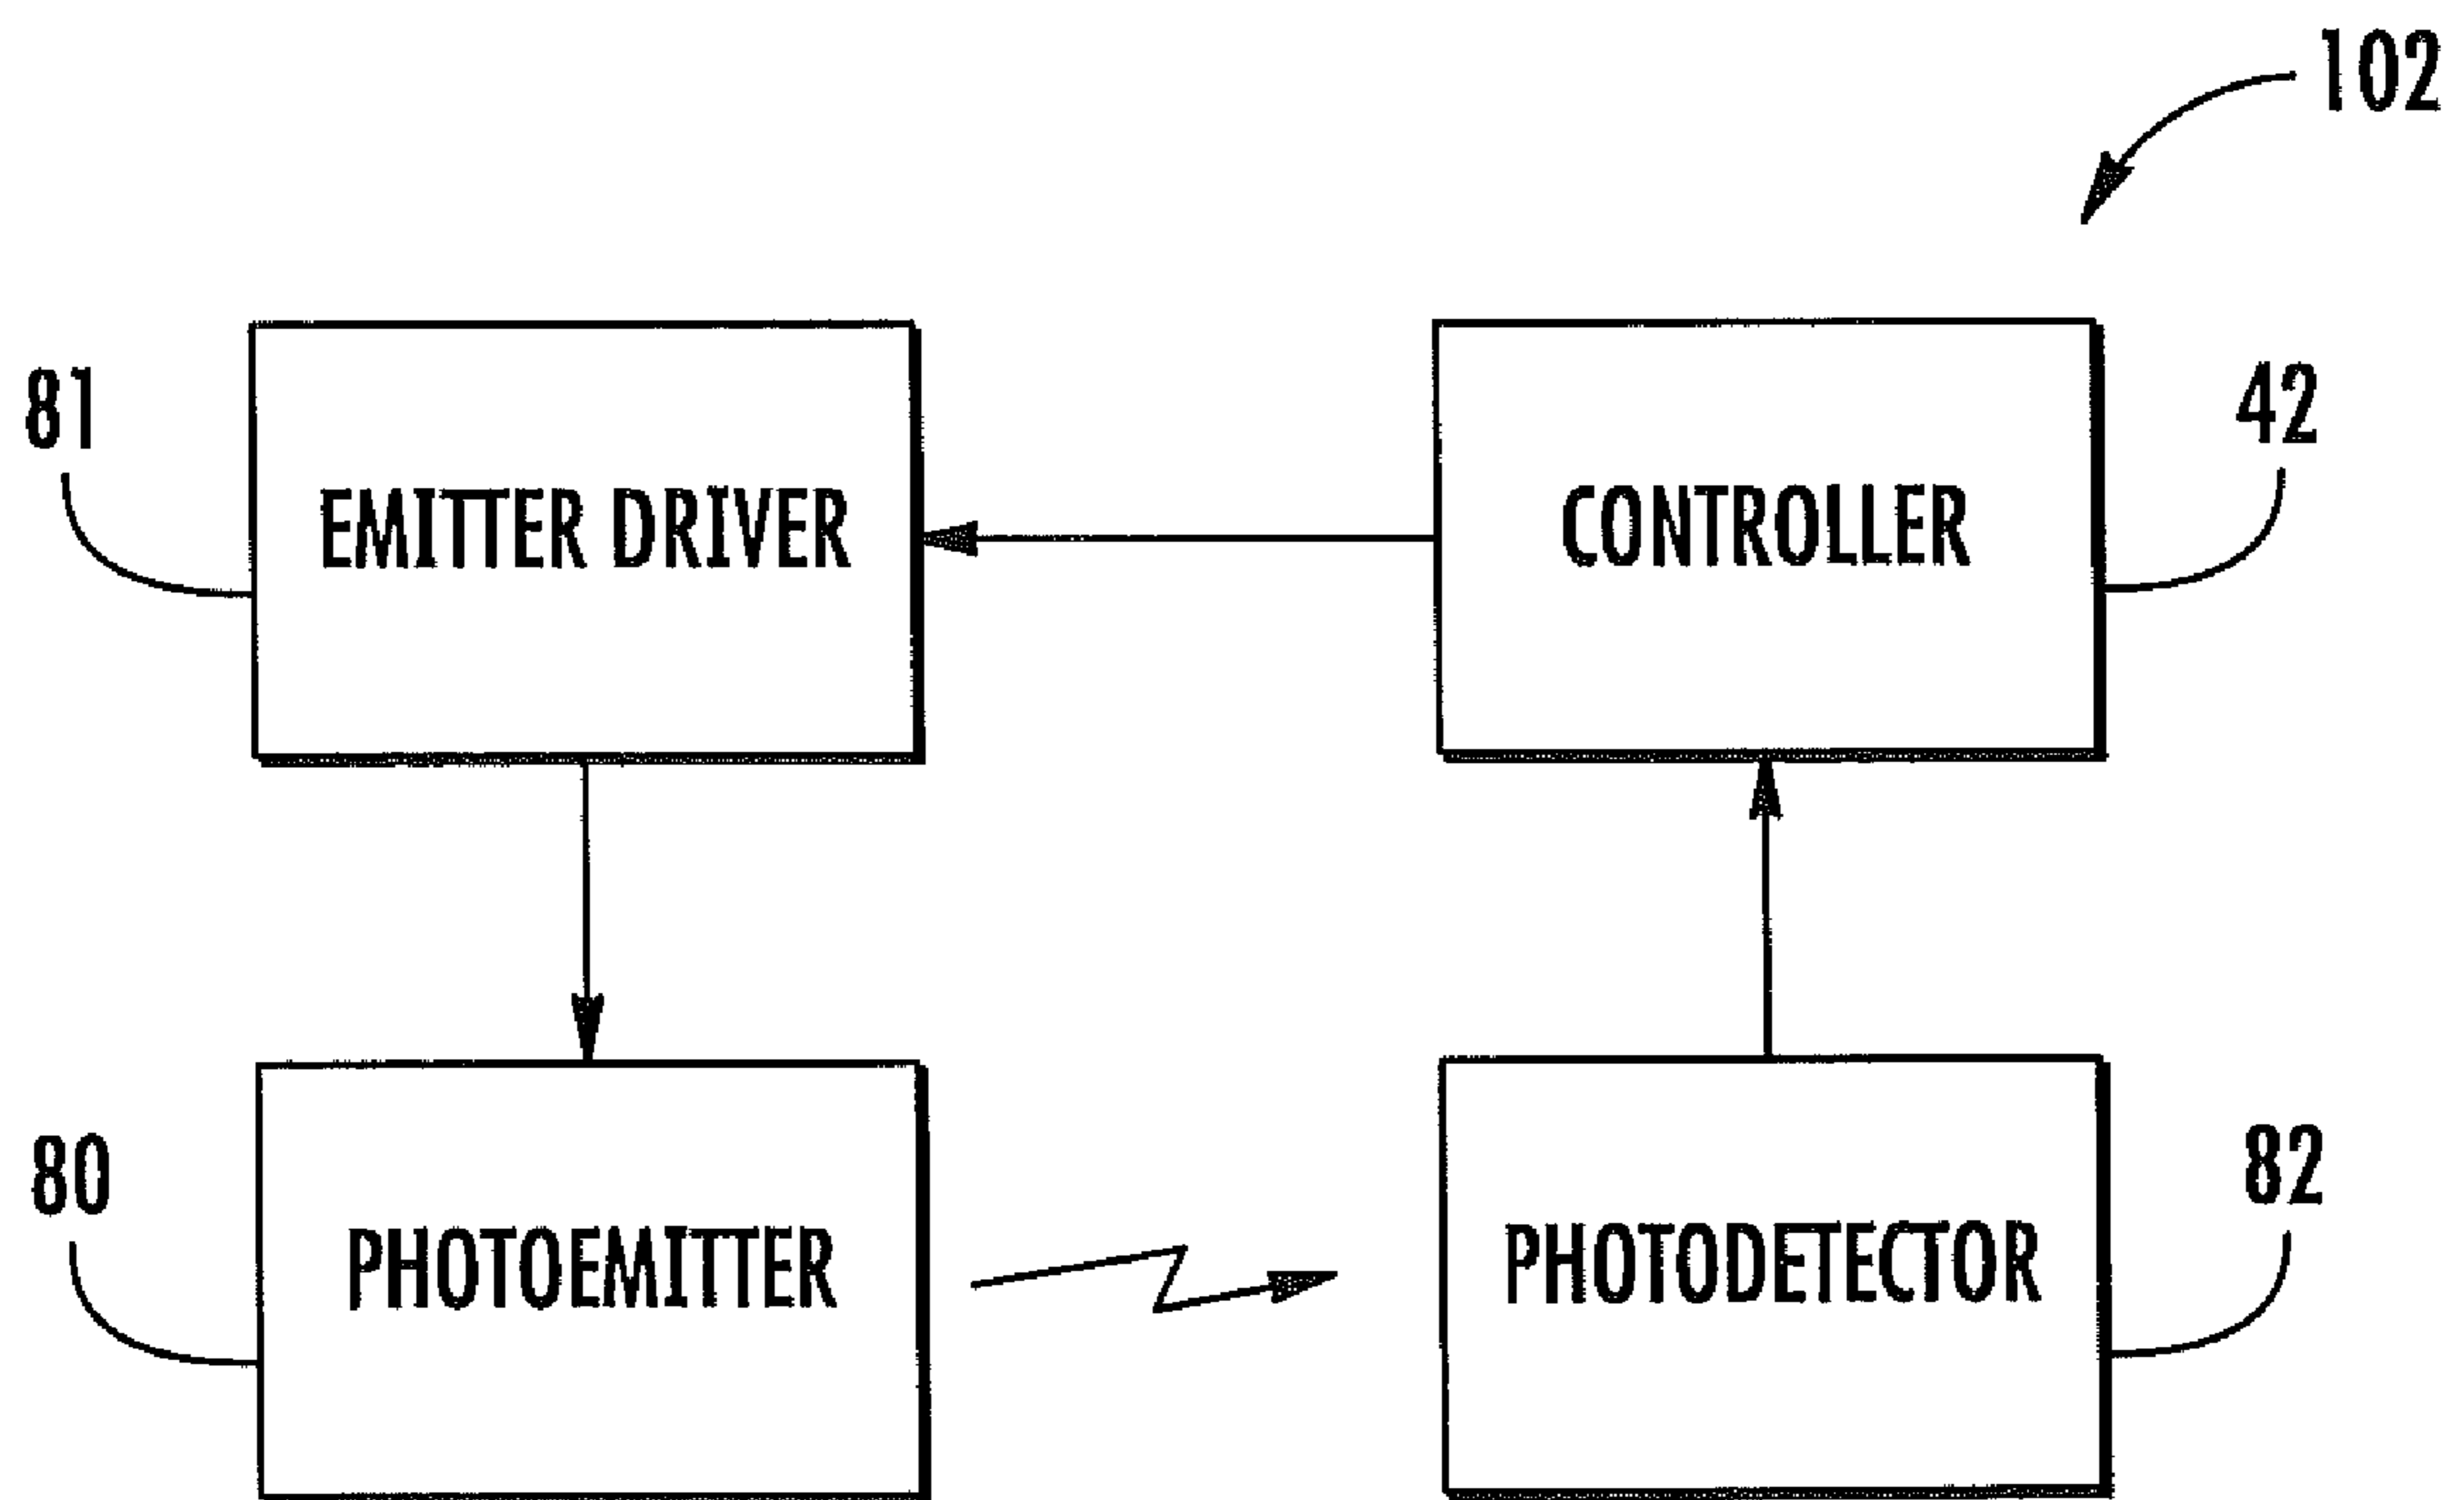 102
81
42
EMITTER DRIVER
CONTROLLER
80
82
PHOTOEMITTER
PHOTODETECTOR